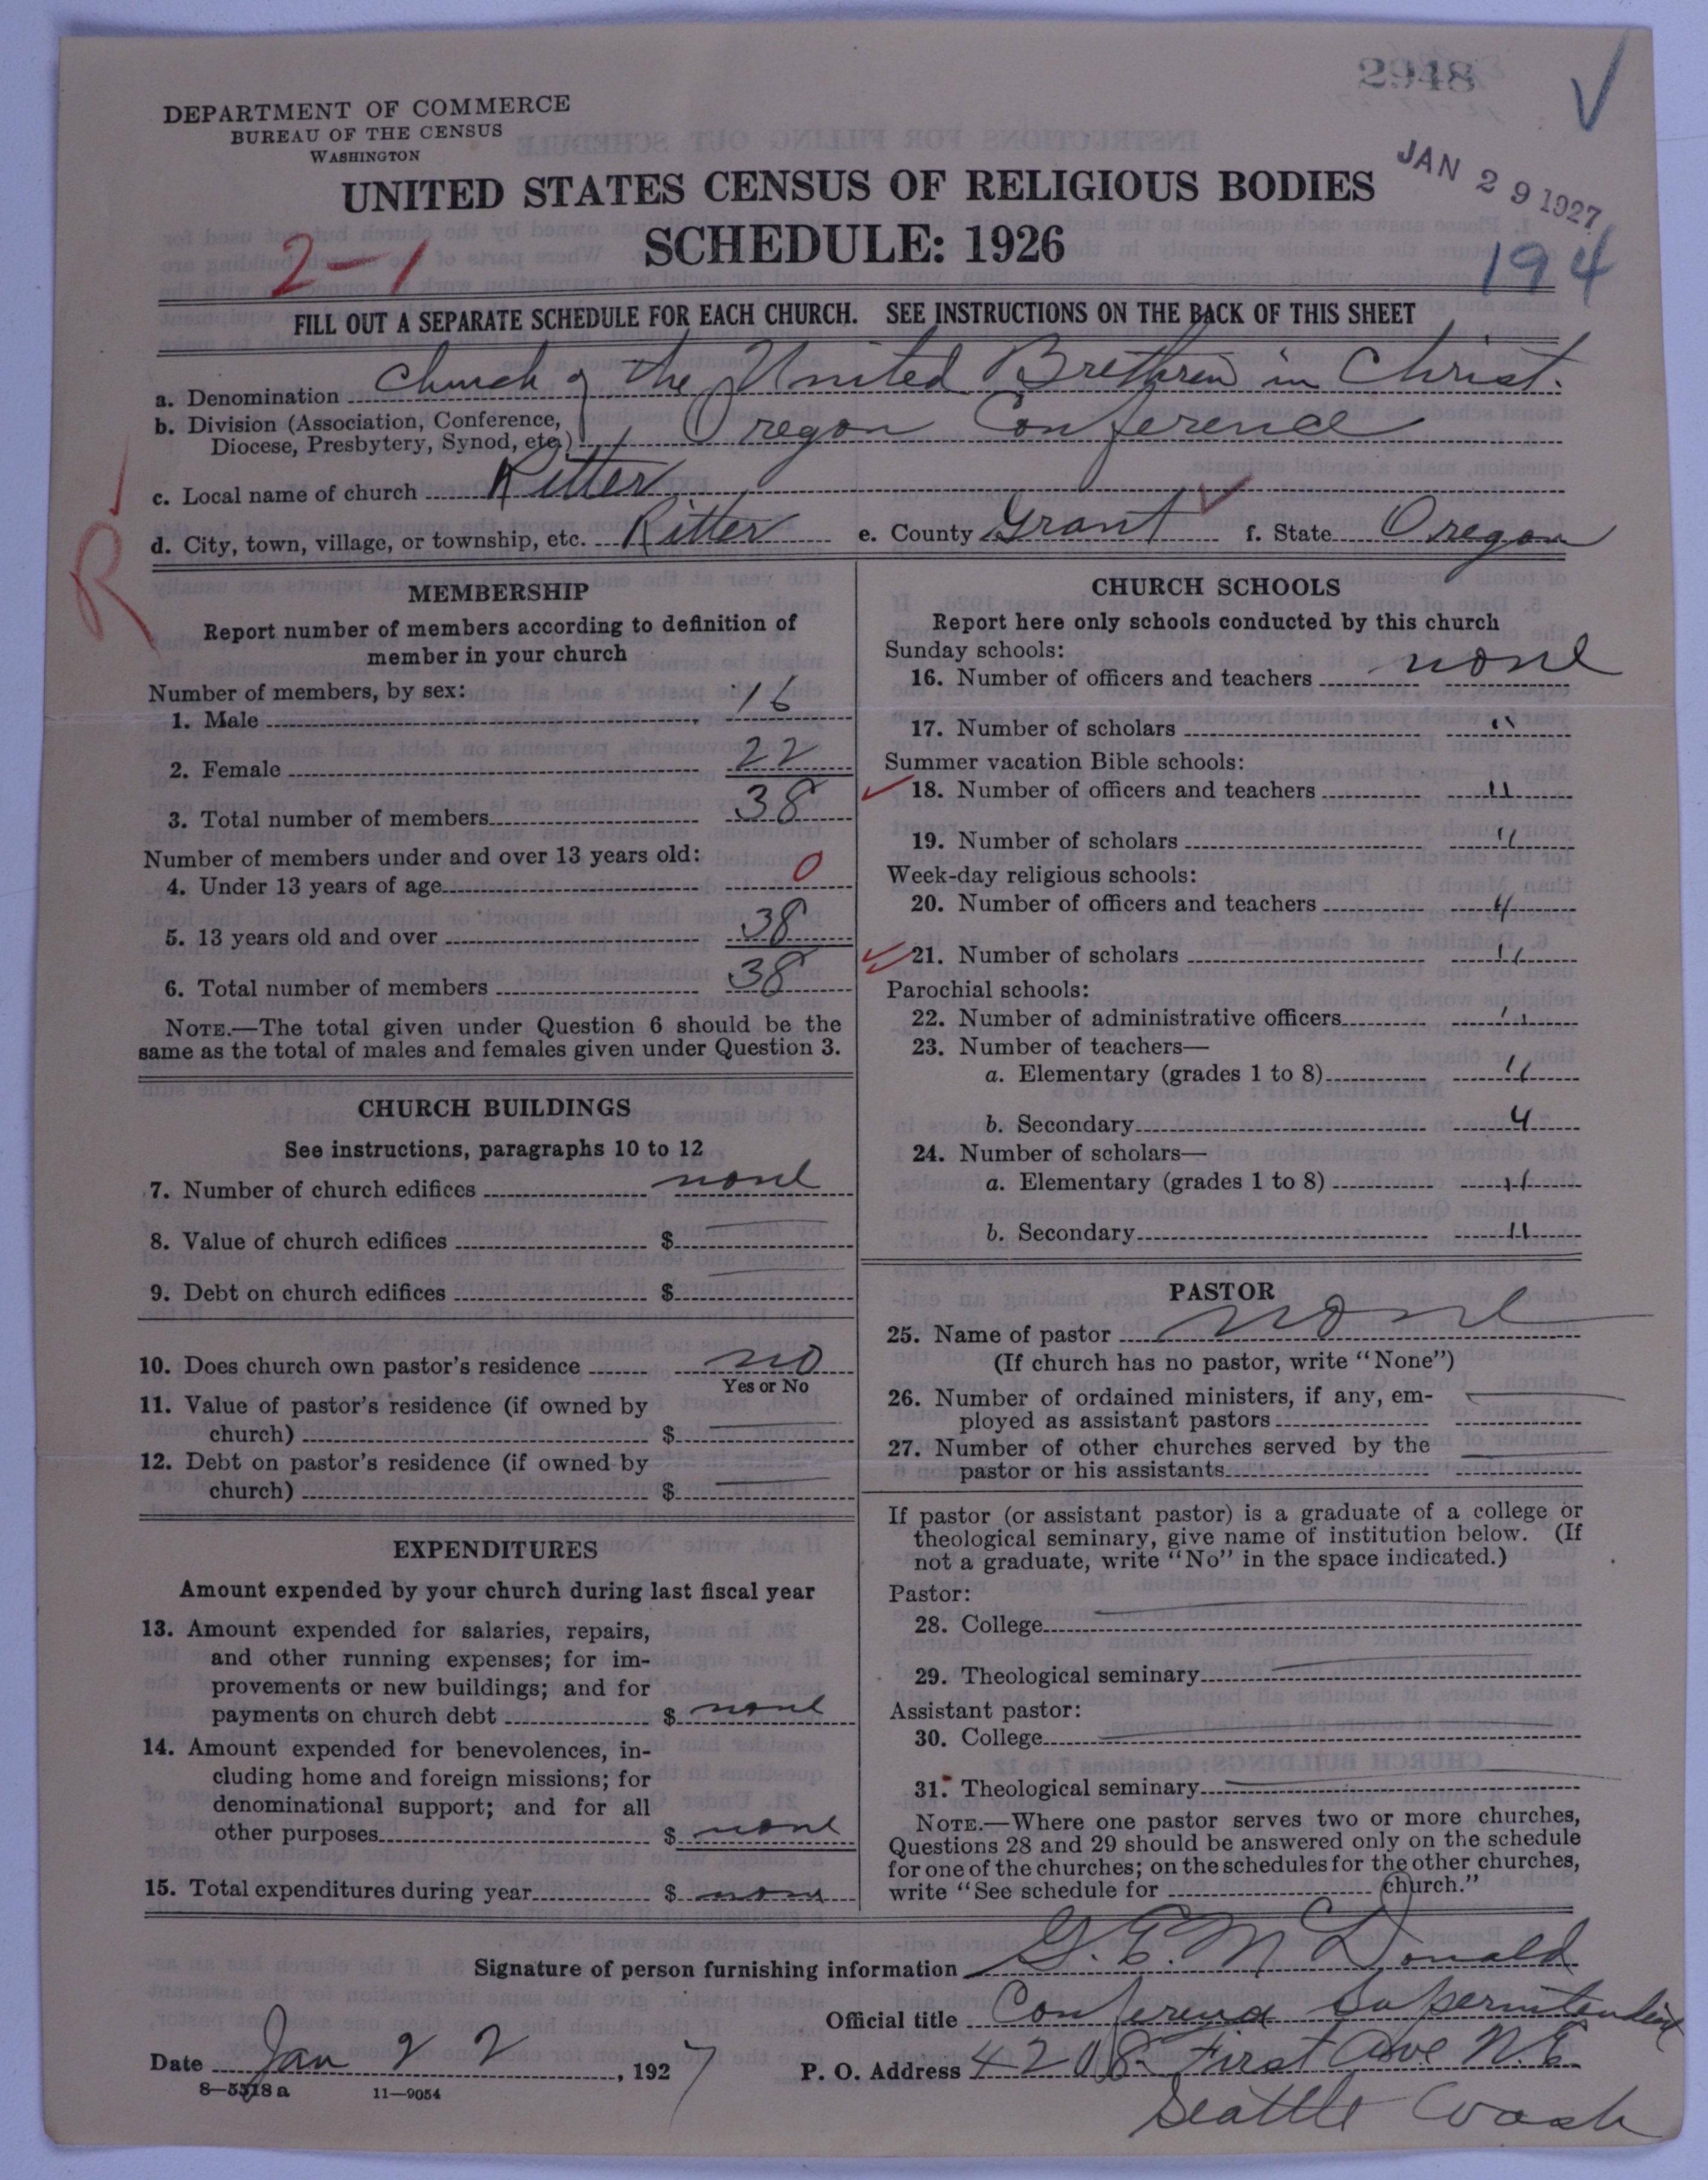 2948
DEPARTMENT OF COMMERCE
BUREAU OF THE CENSUS
WASHINGTON
JAN 29 1927
UNITED STATES CENSUS OF RELIGIOUS BODIES
SCHEDULE: 1926
2-1
194
FILL OUT A SEPARATE SCHEDULE FOR EACH CHURCH. SEE INSTRUCTIONS ON THE BACK OF THIS SHEET
a. Denomination Church of the United Brethren in Christ.
b. Division (Association, Conference,
Diocese, Presbytery, Synod, etc.) Oregon Conference
c. Local name of church Ritter
d. City, town, village, or township, etc. Ritter e. County Grant f. State Oregon
R
MEMBERSHIP
Report number of members according to definition of
member in your church
Number of members, by sex:
1. Male 16
2. Female 22
3. Total number of members 38
Number of members under and over 13 years old:
4. Under 13 years of age 0
5. 13 years old and over 38
6. Total number of members 38
NOTE.—The total given under Question 6 should be the
same as the total of males and females given under Question 3.
CHURCH BUILDINGS
See instructions, paragraphs 10 to 12
7. Number of church edifices none
8. Value of church edifices $
9. Debt on church edifices $
10. Does church own pastor's residence no
Yes or No
11. Value of pastor's residence (if owned by
church) $
12. Debt on pastor's residence (if owned by
church) $
EXPENDITURES
Amount expended by your church during last fiscal year
13. Amount expended for salaries, repairs,
and other running expenses; for im-
provements or new buildings; and for
payments on church debt $ none
14. Amount expended for benevolences, in-
cluding home and foreign missions; for
denominational support; and for all
other purposes $ none
15. Total expenditures during year $ none
CHURCH SCHOOLS
Report here only schools conducted by this church
Sunday schools:
16. Number of officers and teachers none
17. Number of scholars "
Summer vacation Bible schools:
18. Number of officers and teachers "
19. Number of scholars "
Week-day religious schools:
20. Number of officers and teachers "
21. Number of scholars "
Parochial schools:
22. Number of administrative officers "
23. Number of teachers—
a. Elementary (grades 1 to 8) "
b. Secondary "
24. Number of scholars—
a. Elementary (grades 1 to 8) "
b. Secondary "
PASTOR
25. Name of pastor none
(If church has no pastor, write "None")
26. Number of ordained ministers, if any, em-
ployed as assistant pastors
27. Number of other churches served by the
pastor or his assistants
If pastor (or assistant pastor) is a graduate of a college or
theological seminary, give name of institution below. (If
not a graduate, write "No" in the space indicated.)
Pastor:
28. College
29. Theological seminary
Assistant pastor:
30. College
31. Theological seminary
NOTE.—Where one pastor serves two or more churches,
Questions 28 and 29 should be answered only on the schedule
for one of the churches; on the schedules for the other churches,
write "See schedule for church."
Signature of person furnishing information G. E. McDonald
Official title Conference Superintendent
Date Jan 22, 1927 P. O. Address 4208 First Ave N.E.
8—5518 a 11—9054
Seattle Wash